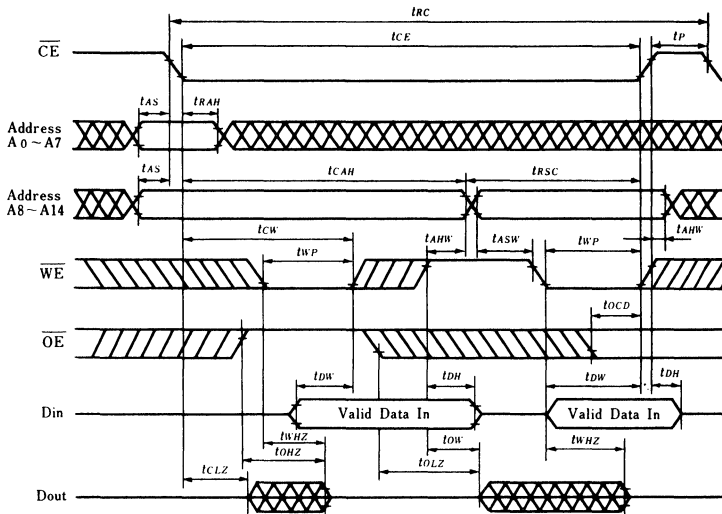 tRC
tCE
tP
CE
tAS
tRAH
Address
A0~A7
tAS
tCAH
tRSC
Address
A8~A14
tCW
tAHW
tASW
tWP
tAHW
tWP
WE
tOCD
OE
tDW
tDH
tDW
tDH
Din
Valid Data In
Valid Data In
tWHZ
tOHZ
tOW
tWHZ
tCLZ
tOLZ
Dout